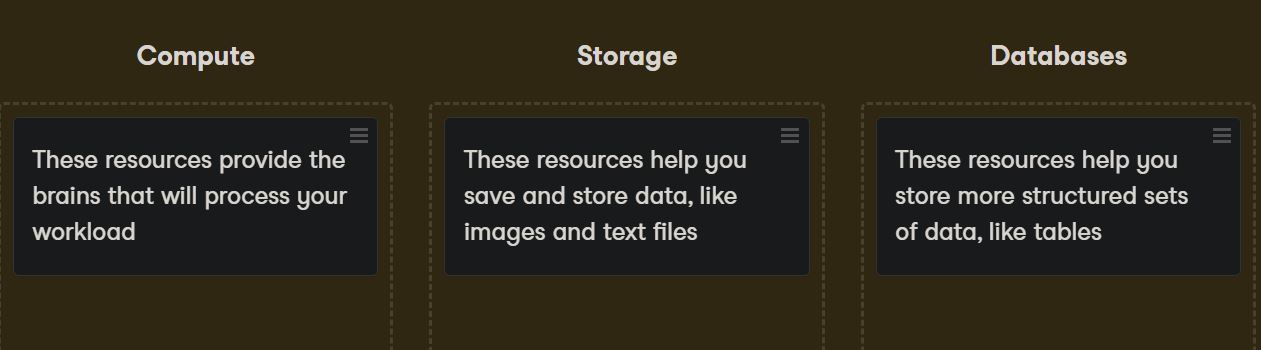 Compute
These resources provide the
brains that will process your
workload
Storage
These resources help you
save and store data, like
images and text files
Databases
These resources help you
store more structured sets
of data, like tables